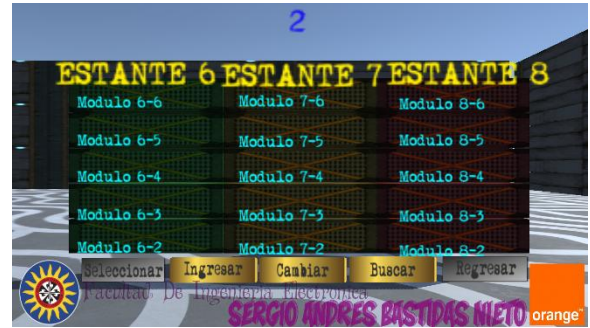 2
ESTANTE 6 ESTANTE 7 ESTANTE 8
Modulo 6-6 Modulo 7-6 Modulo 8-6
Modulo 6-5 Modulo 7-5 Modulo 8-5
Modulo 6-4 Modulo 7-4 Modulo 8-4
Modulo 6-3 Modulo 7-3 Modulo 8-3
Modulo 6-2 Modulo 7-2 Modulo 8-2
Seleccionar Ingresar Cambiar Buscar Regresar
Facultad De Ingenieria Electronica
SERGIO ANDRES BASTIDAS NIETO
orange™